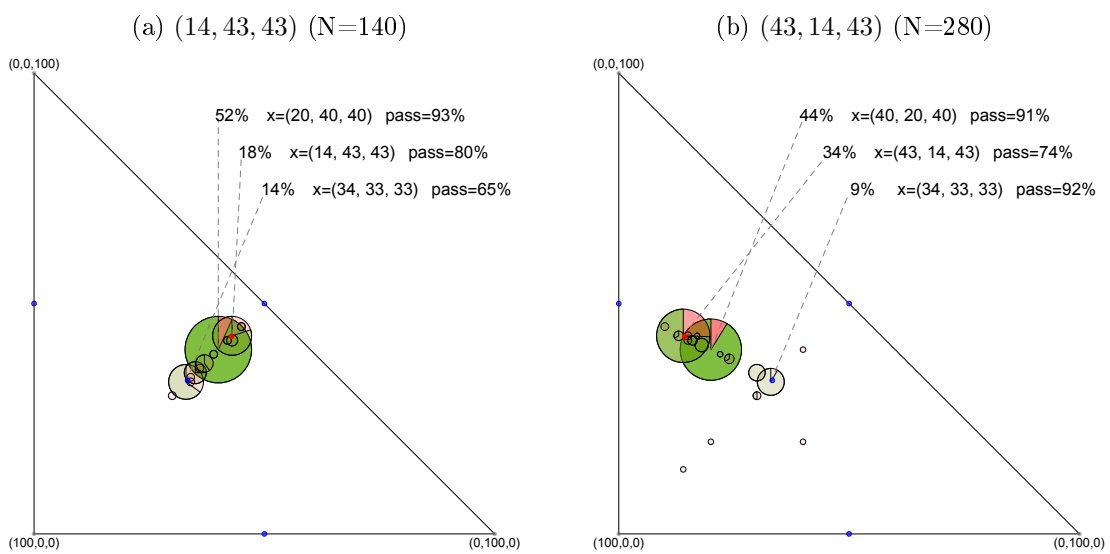 (a) (14, 43, 43) (N=140)
(0,0,100)
52% x=(20, 40, 40) pass=93%
18% x=(14, 43, 43) pass=80%
14% x=(34, 33, 33) pass=65%
(100,0,0)
(0,100,0)
(b) (43, 14, 43) (N=280)
(0,0,100)
44% x=(40, 20, 40) pass=91%
34% x=(43, 14, 43) pass=74%
9% x=(34, 33, 33) pass=92%
(100,0,0)
(0,100,0)